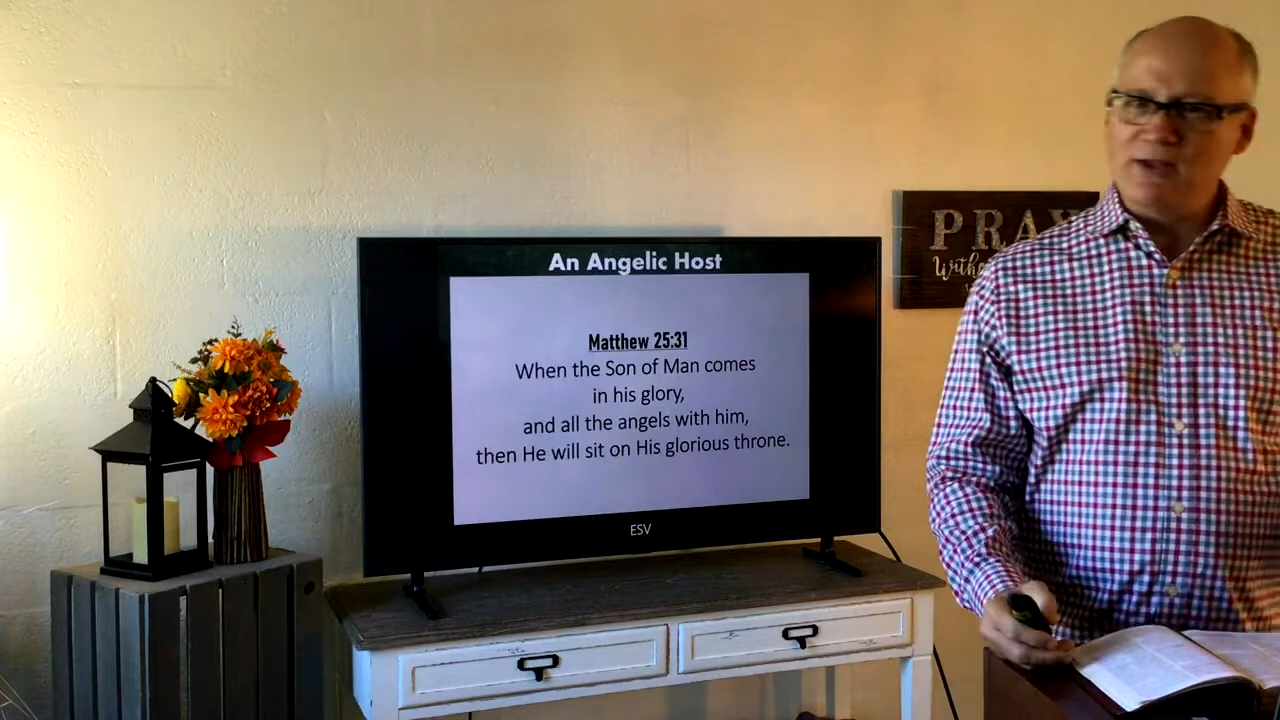 An Angelic Host
Matthew 25:31
When the Son of Man comes
in his glory,
and all the angels with him,
then He will sit on His glorious throne.
ESV
PRAY